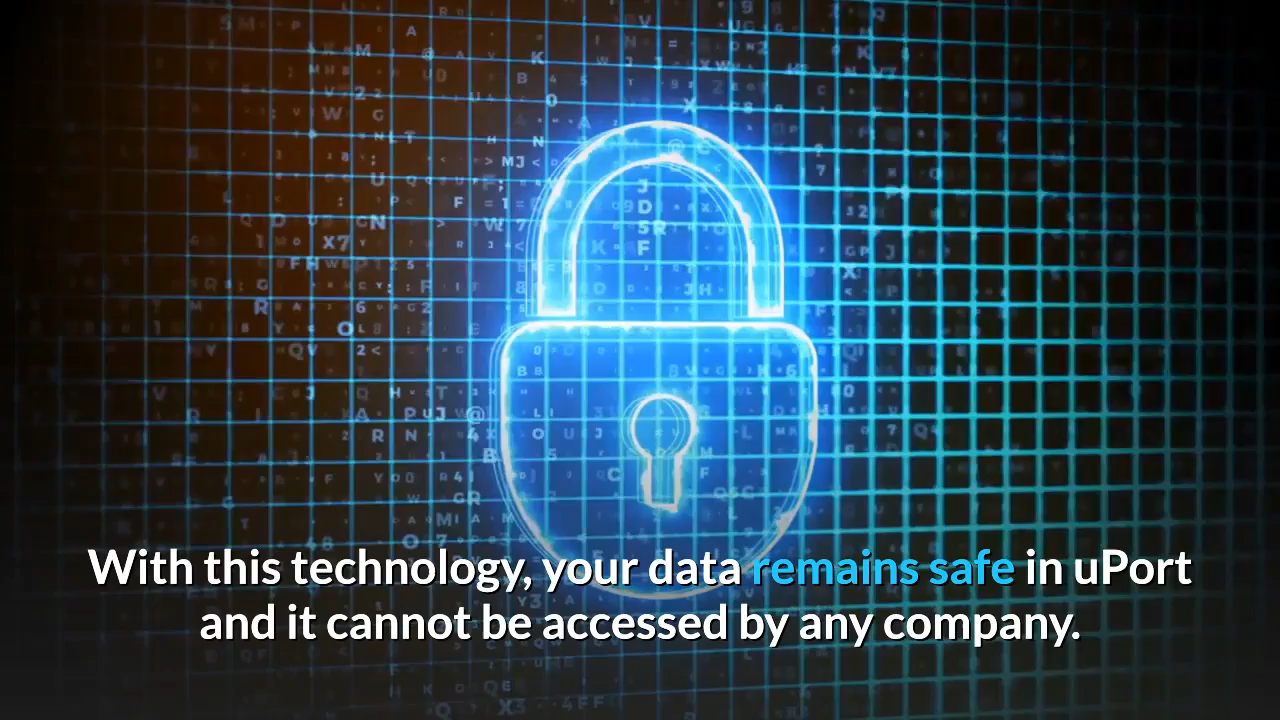 With this technology, your data remains safe in uPort
and it cannot be accessed by any company.